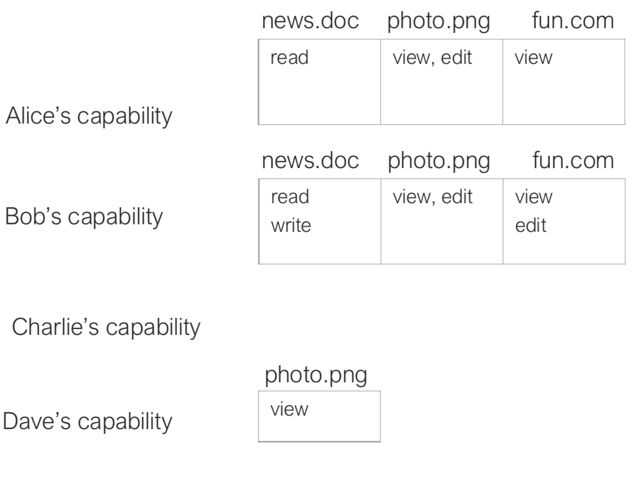 news.doc photo.png fun.com
read view, edit view
Alice's capability
news.doc photo.png fun.com
read view, edit view
Bob's capability
write edit
Charlie's capability
photo.png
view
Dave's capability